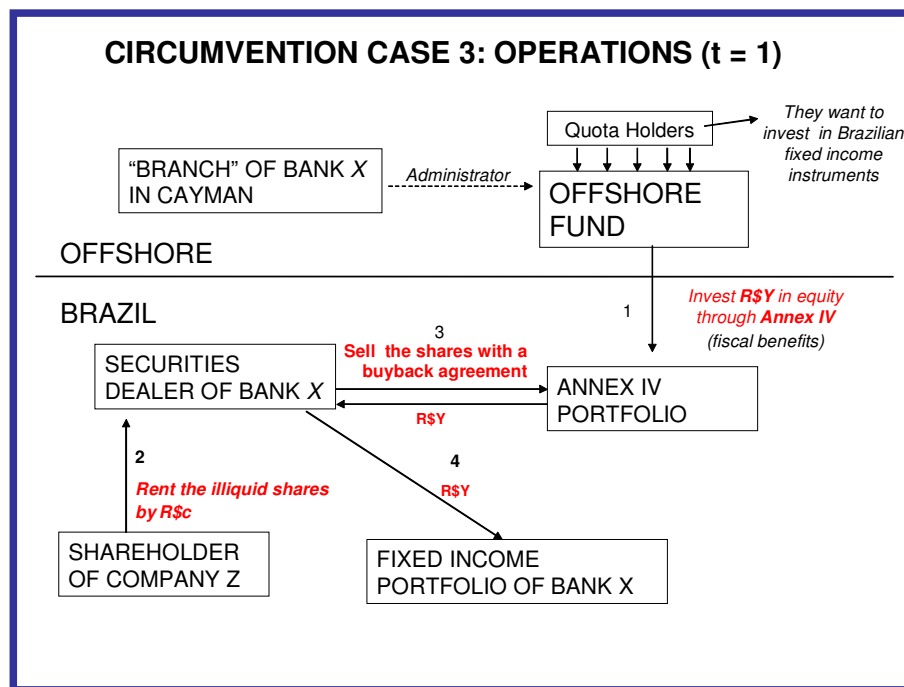 CIRCUMVENTION CASE 3: OPERATIONS (t = 1)
Quota Holders
They want to
invest in Brazilian
fixed income
instruments
“BRANCH” OF BANK X
IN CAYMAN
Administrator
OFFSHORE
FUND
OFFSHORE
BRAZIL
1
Invest R$Y in equity
through Annex IV
(fiscal benefits)
3
Sell the shares with a
buyback agreement
SECURITIES
DEALER OF BANK X
ANNEX IV
PORTFOLIO
R$Y
2
Rent the illiquid shares
by R$c
4
R$Y
SHAREHOLDER
OF COMPANY Z
FIXED INCOME
PORTFOLIO OF BANK X